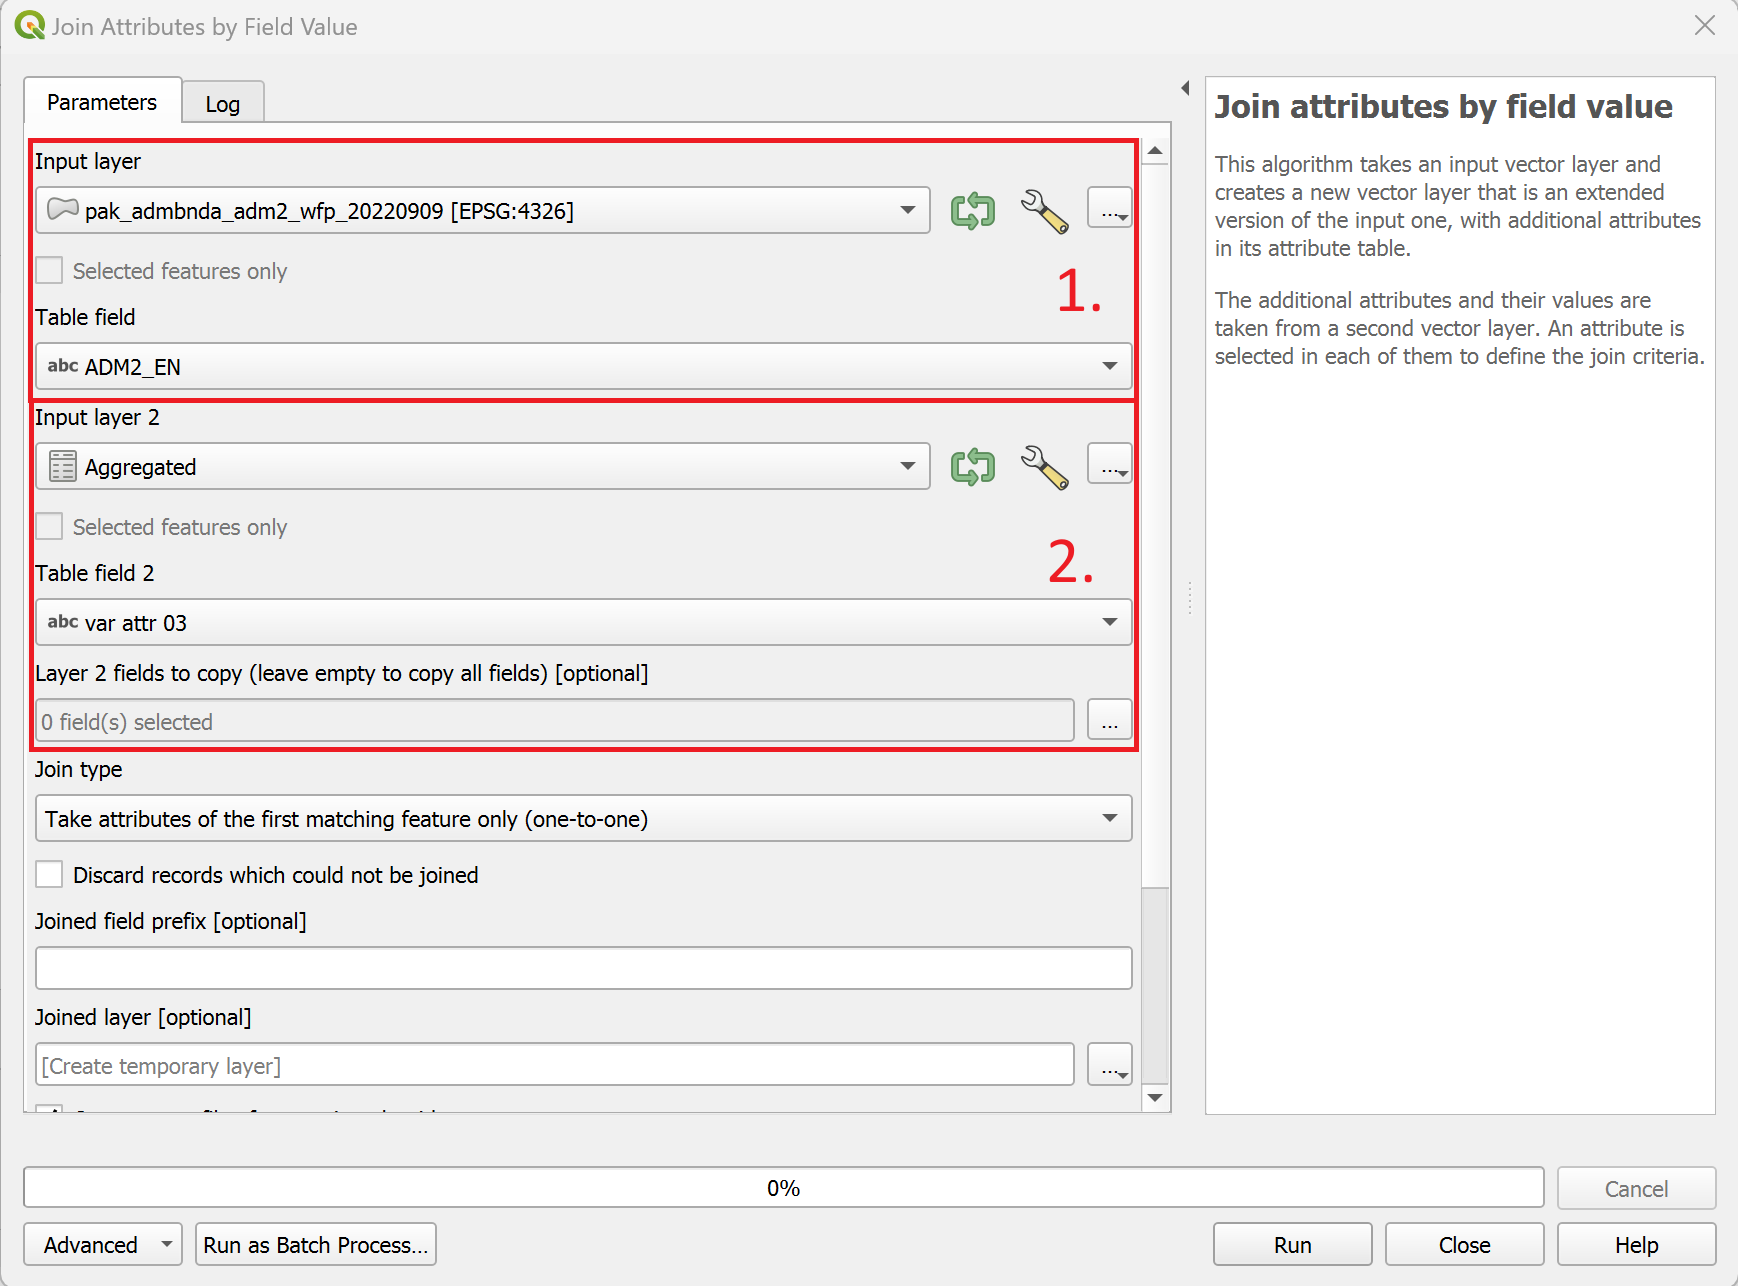 Join Attributes by Field Value
Parameters
Log
Input layer
pak_admbnda_adm2_wfp_20220909 [EPSG:4326]
...
Selected features only
1.
Table field
abc ADM2_EN
Input layer 2
Aggregated
...
Selected features only
2.
Table field 2
abc var attr 03
Layer 2 fields to copy (leave empty to copy all fields) [optional]
0 field(s) selected
...
Join type
Take attributes of the first matching feature only (one-to-one)
Discard records which could not be joined
Joined field prefix [optional]
Joined layer [optional]
[Create temporary layer]
...
Join attributes by field value
This algorithm takes an input vector layer and
creates a new vector layer that is an extended
version of the input one, with additional attributes
in its attribute table.
The additional attributes and their values are
taken from a second vector layer. An attribute is
selected in each of them to define the join criteria.
0%
Cancel
Advanced
Run as Batch Process...
Run
Close
Help